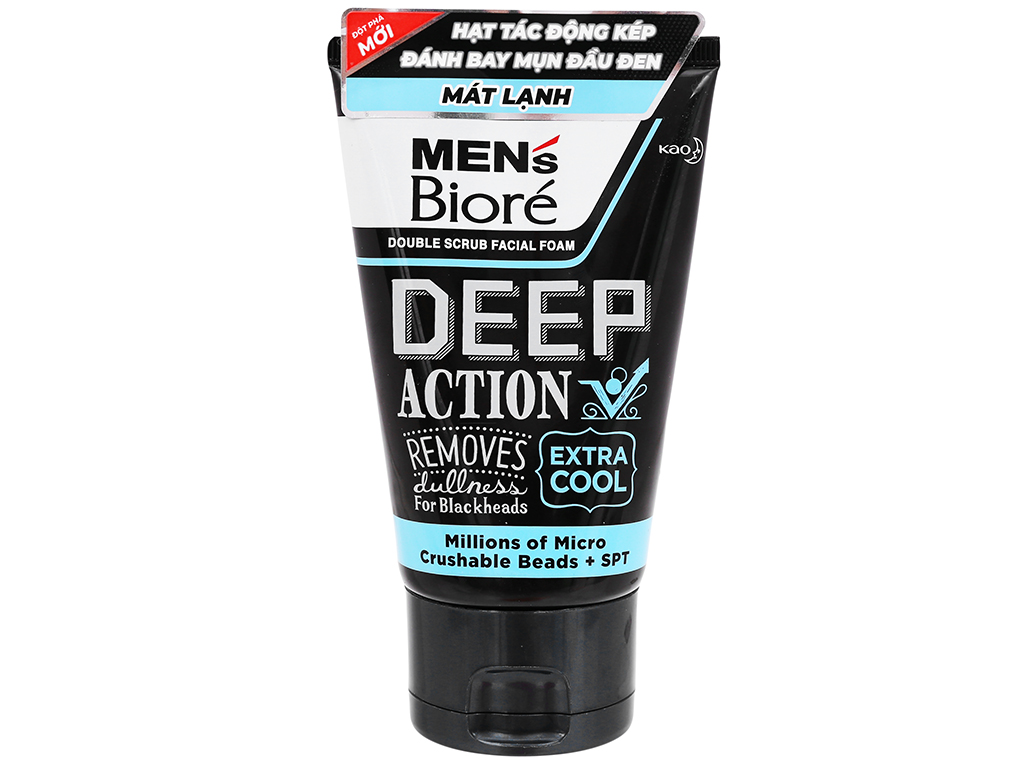 ĐỘT PHÁ
MỚI
HẠT TÁC ĐỘNG KÉP
ĐÁNH BAY MỤN ĐẦU ĐEN
MÁT LẠNH
MEN's
Bioré
Kao
DOUBLE SCRUB FACIAL FOAM
DEEP
ACTION
REMOVES
dullness
For Blackheads
EXTRA
COOL
Millions of Micro
Crushable Beads + SPT